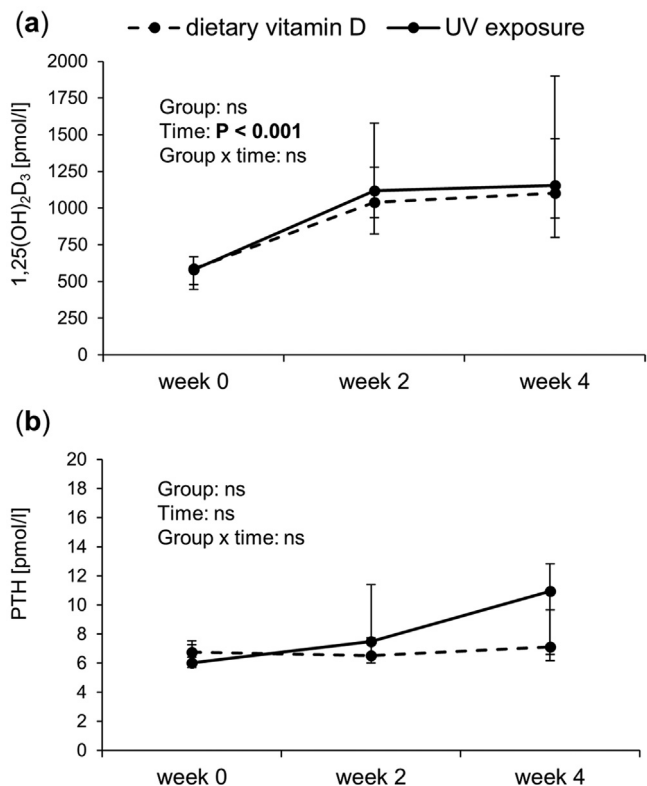 (a)
dietary vitamin D UV exposure
1,25(OH)₂D₃ [pmol/l]
2000
1750
1500
1250
1000
750
500
250
0
Group: ns
Time: P < 0.001
Group x time: ns
week 0 week 2 week 4
(b)
PTH [pmol/l]
20
18
16
14
12
10
8
6
4
2
0
Group: ns
Time: ns
Group x time: ns
week 0 week 2 week 4